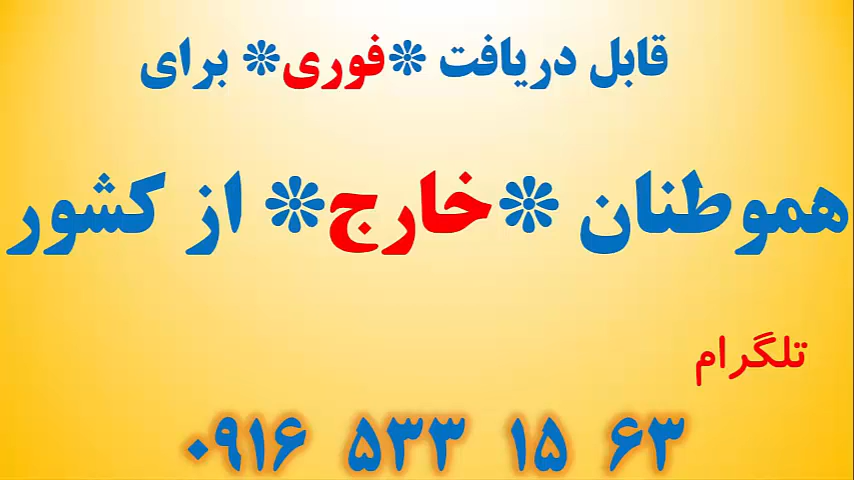 قابل دریافت *فوری* برای
هموطنان *خارج* از کشور
تلگرام
۰۹۱۶ ۵۳۳ ۱۵ ۶۳